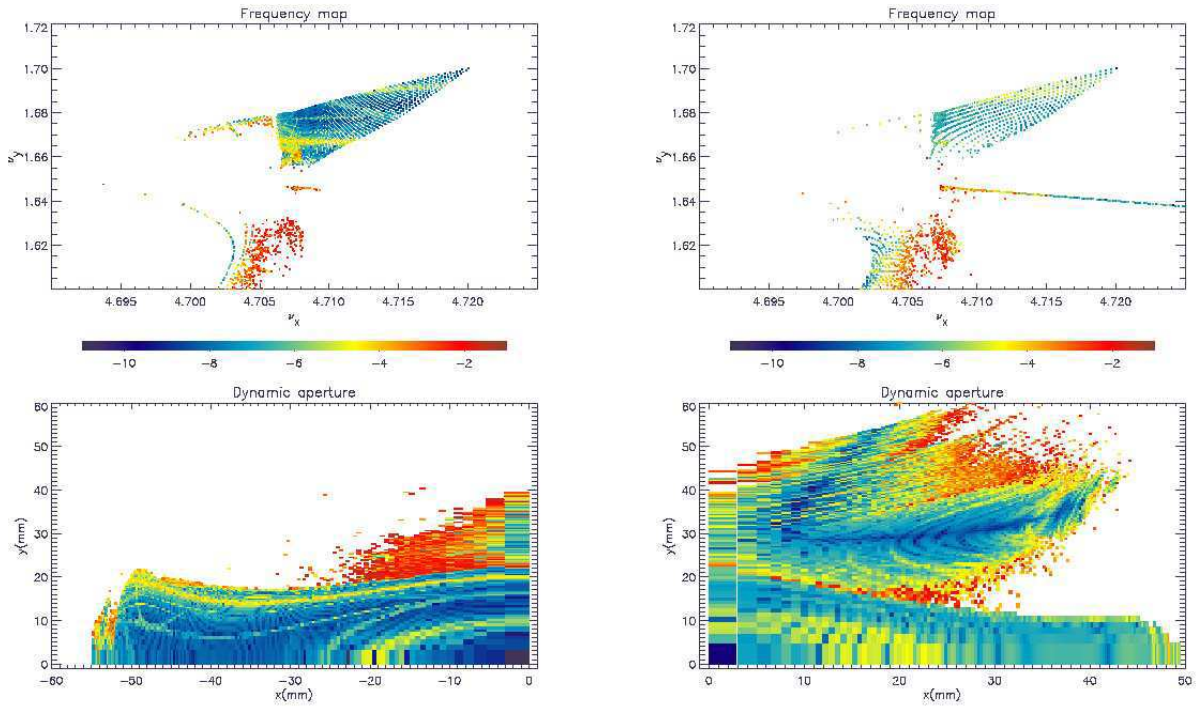 Frequency map
1.72
1.70
1.68
1.66
1.64
1.62
νy
4.695 4.700 4.705 4.710 4.715 4.720
νx
-10 -8 -6 -4 -2
Dynamic aperture
60
50
40
30
20
10
0
y(mm)
-60 -50 -40 -30 -20 -10 0
x(mm)
Frequency map
1.72
1.70
1.68
1.66
1.64
1.62
νy
4.695 4.700 4.705 4.710 4.715 4.720
νx
-10 -8 -6 -4 -2
Dynamic aperture
60
50
40
30
20
10
0
y(mm)
0 10 20 30 40 50
x(mm)